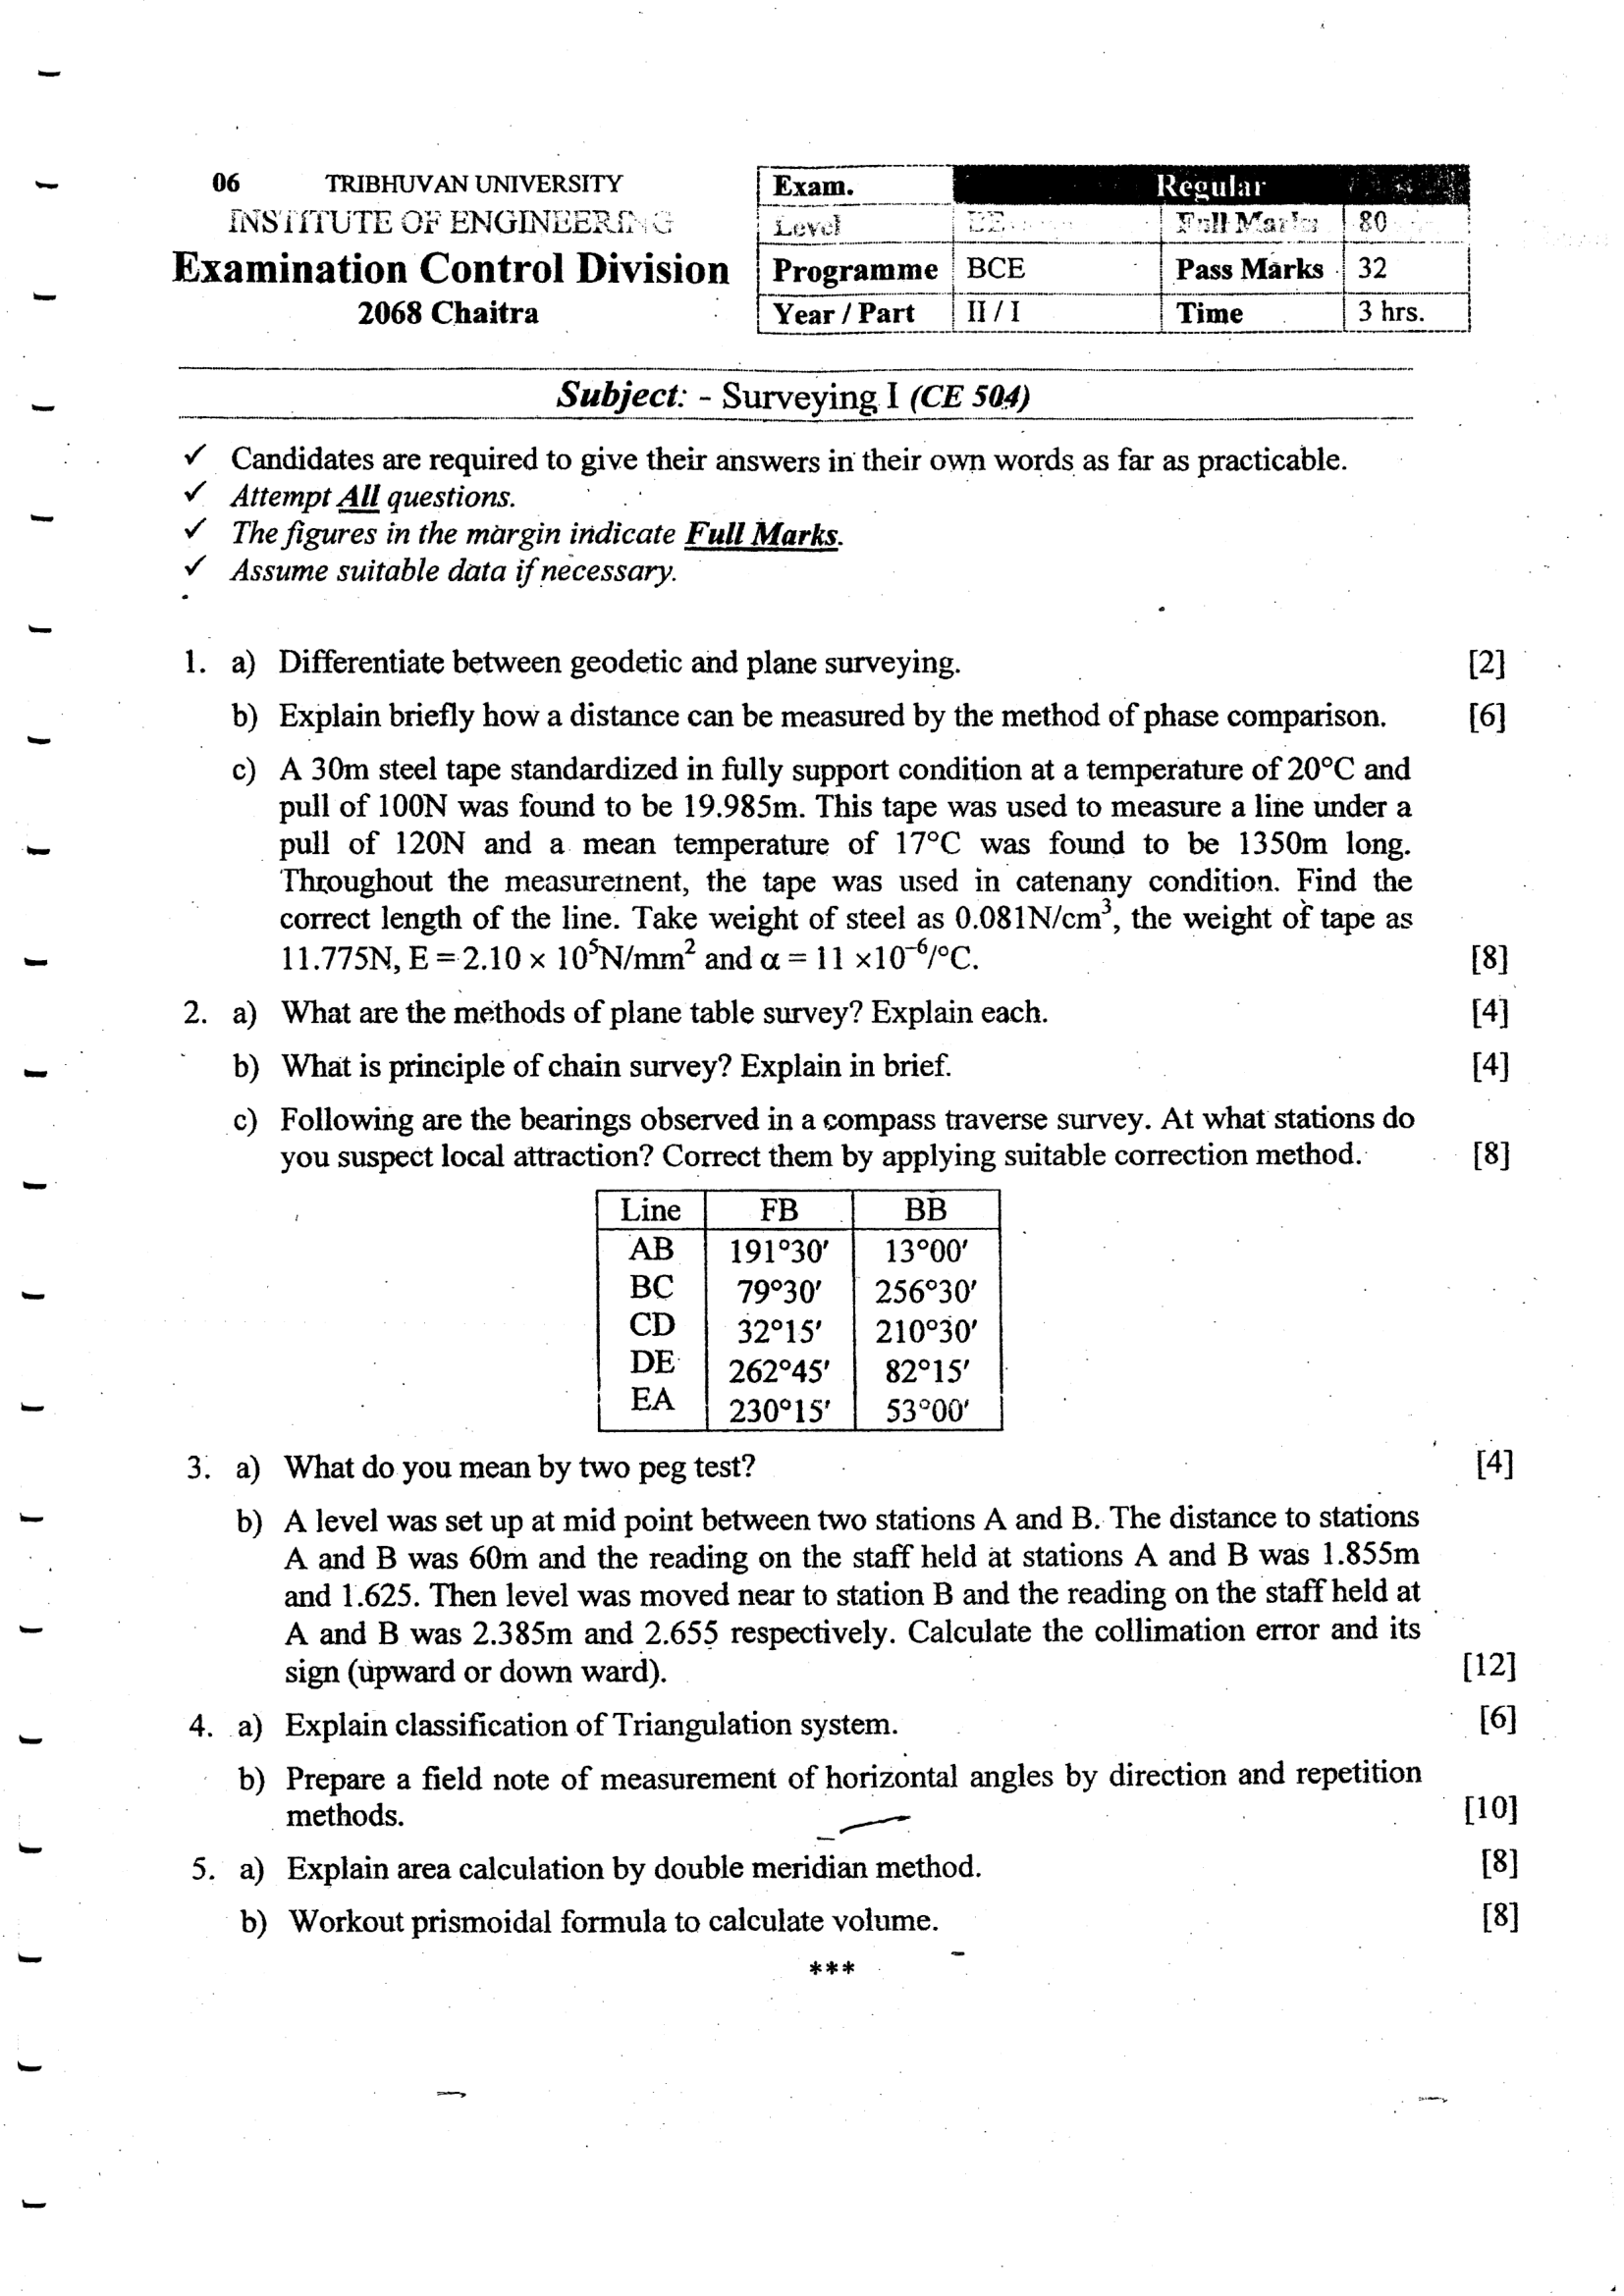 06 TRIBHUVAN UNIVERSITY
INSTITUTE OF ENGINEERING
Examination Control Division
2068 Chaitra
Exam. Regular
Level BE Full Marks 80
Programme BCE Pass Marks 32
Year / Part II / I Time 3 hrs.
Subject: - Surveying I (CE 504)
✓ Candidates are required to give their answers in their own words as far as practicable.
✓ Attempt All questions.
✓ The figures in the margin indicate Full Marks.
✓ Assume suitable data if necessary.
1. a) Differentiate between geodetic and plane surveying. [2]
b) Explain briefly how a distance can be measured by the method of phase comparison. [6]
c) A 30m steel tape standardized in fully support condition at a temperature of 20°C and
pull of 100N was found to be 19.985m. This tape was used to measure a line under a
pull of 120N and a mean temperature of 17°C was found to be 1350m long.
Throughout the measurement, the tape was used in catenany condition. Find the
correct length of the line. Take weight of steel as 0.081N/cm³, the weight of tape as
11.775N, E = 2.10 × 10⁵N/mm² and α = 11 ×10⁻⁶/°C. [8]
2. a) What are the methods of plane table survey? Explain each. [4]
b) What is principle of chain survey? Explain in brief. [4]
c) Following are the bearings observed in a compass traverse survey. At what stations do
you suspect local attraction? Correct them by applying suitable correction method. [8]
Line FB BB
AB 191°30′ 13°00′
BC 79°30′ 256°30′
CD 32°15′ 210°30′
DE 262°45′ 82°15′
EA 230°15′ 53°00′
3. a) What do you mean by two peg test? [4]
b) A level was set up at mid point between two stations A and B. The distance to stations
A and B was 60m and the reading on the staff held at stations A and B was 1.855m
and 1.625. Then level was moved near to station B and the reading on the staff held at
A and B was 2.385m and 2.655 respectively. Calculate the collimation error and its
sign (upward or down ward). [12]
4. a) Explain classification of Triangulation system. [6]
b) Prepare a field note of measurement of horizontal angles by direction and repetition
methods. [10]
5. a) Explain area calculation by double meridian method. [8]
b) Workout prismoidal formula to calculate volume. [8]
***